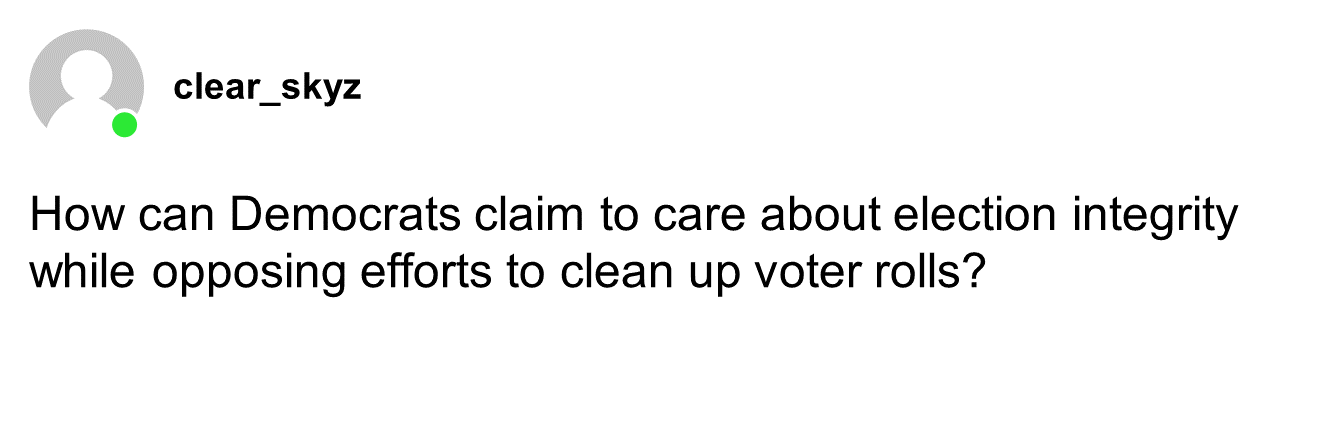 clear_skyz
How can Democrats claim to care about election integrity
while opposing efforts to clean up voter rolls?